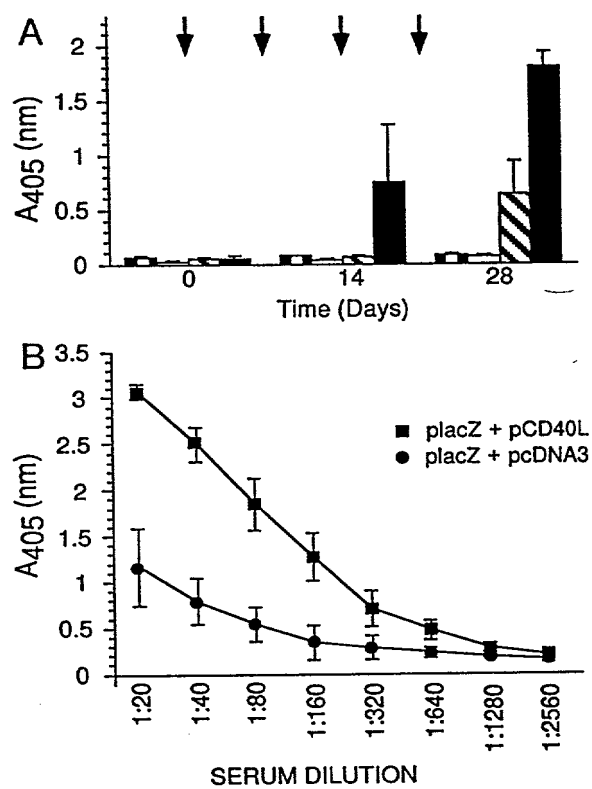 A
2
1.5
1
0.5
0
A405 (nm)
0 14 28
Time (Days)
B
3.5
3
2.5
2
1.5
1
0.5
0
A405 (nm)
placZ + pCD40L
placZ + pcDNA3
1:20 1:40 1:80 1:160 1:320 1:640 1:1280 1:2560
SERUM DILUTION